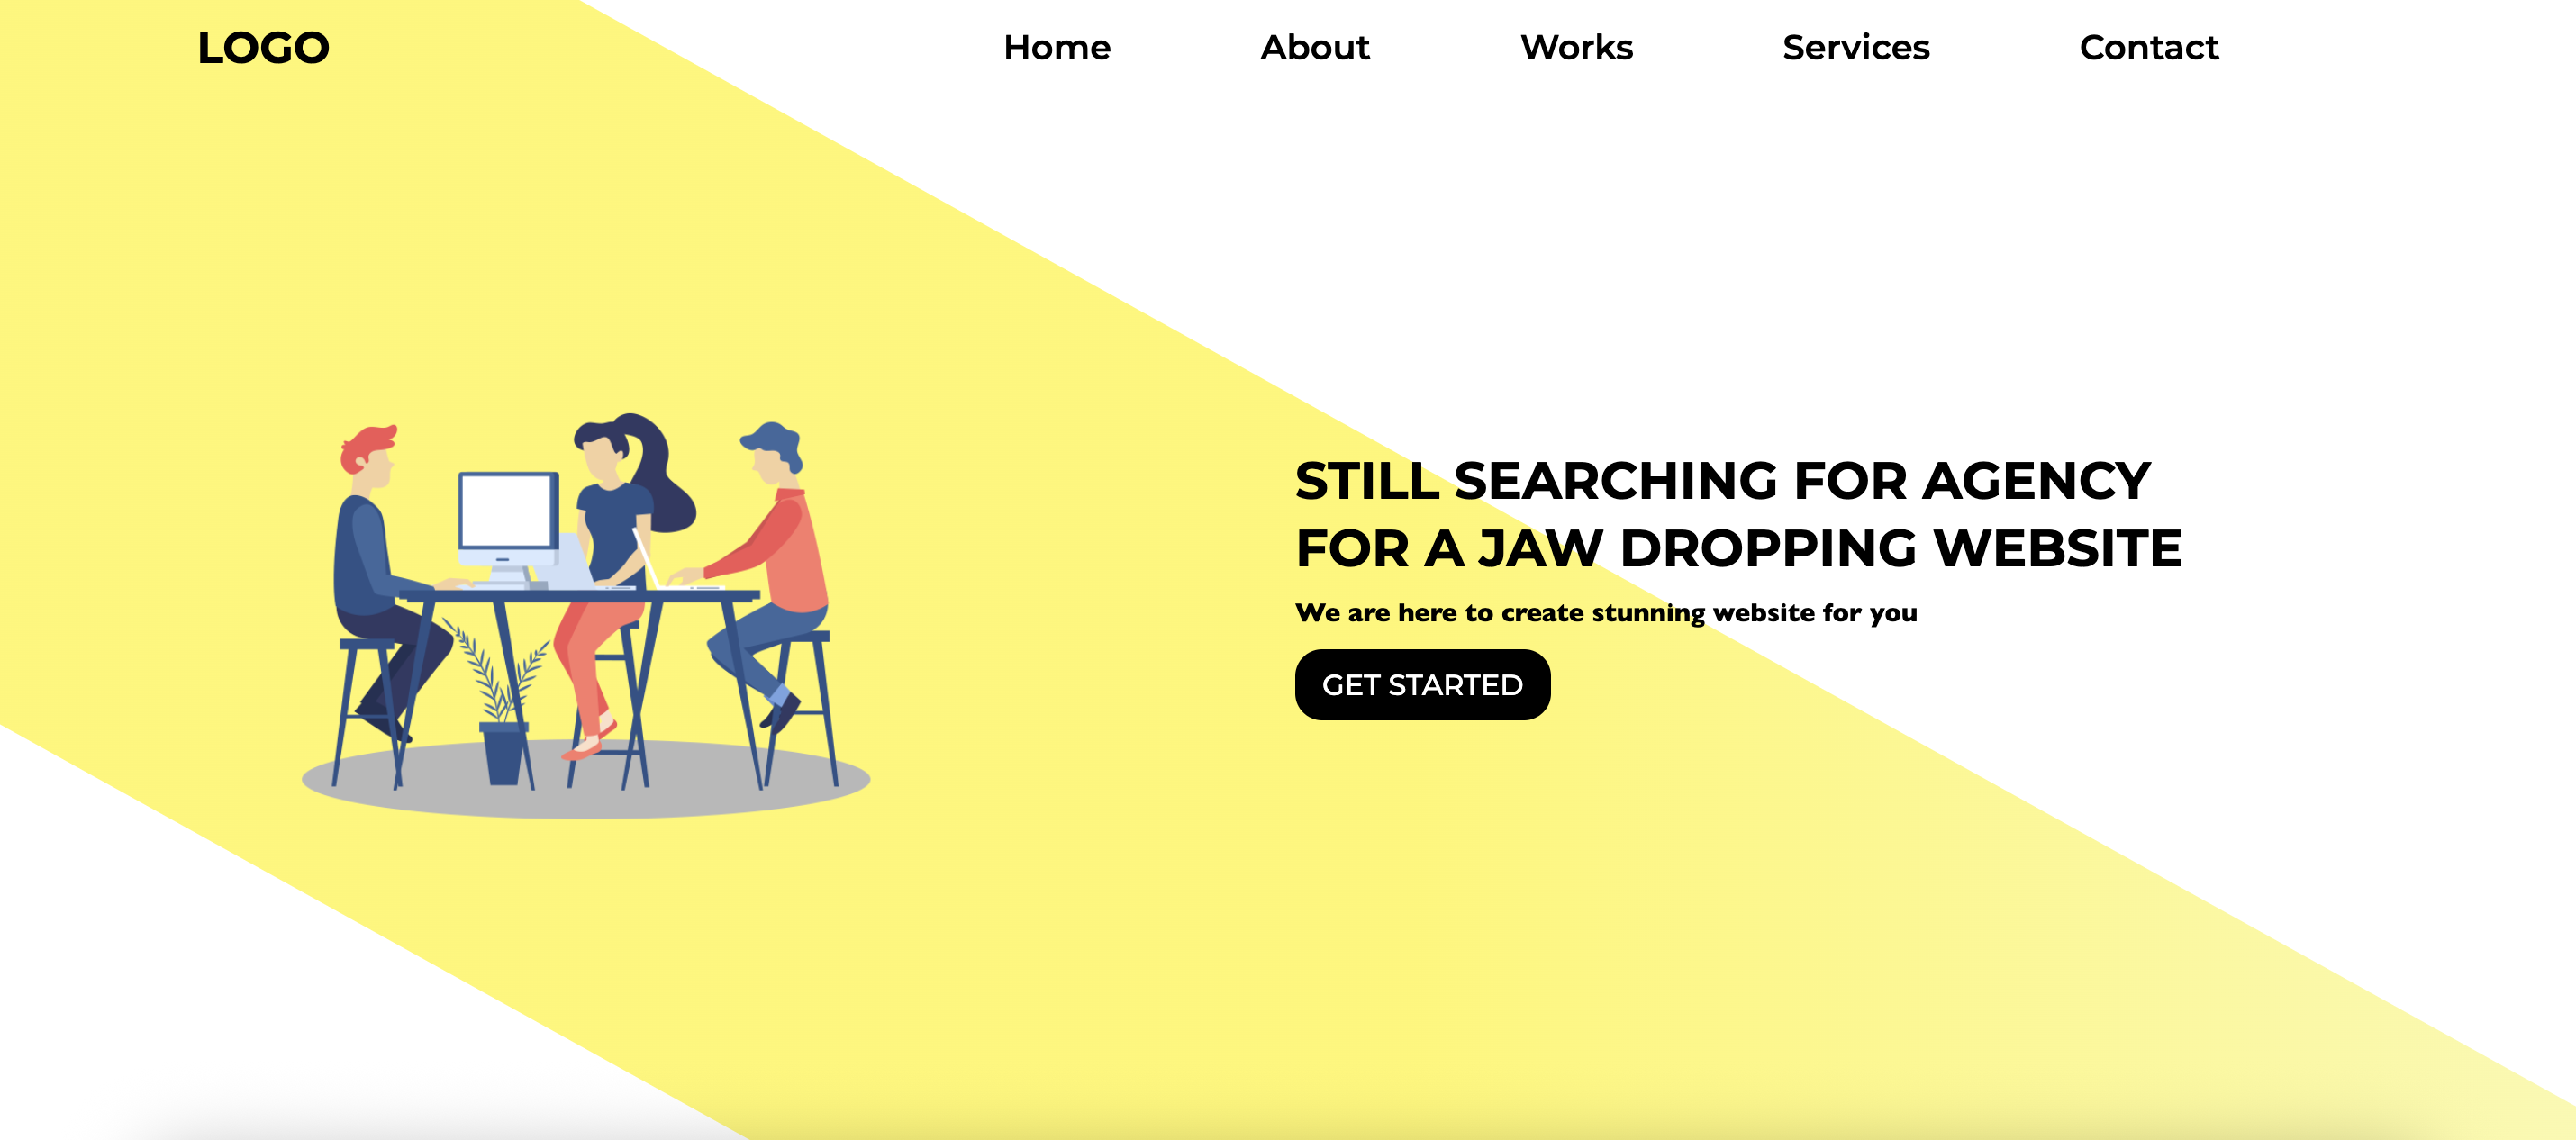 LOGO
Home
About
Works
Services
Contact
STILL SEARCHING FOR AGENCY
FOR A JAW DROPPING WEBSITE
We are here to create stunning website for you
GET STARTED